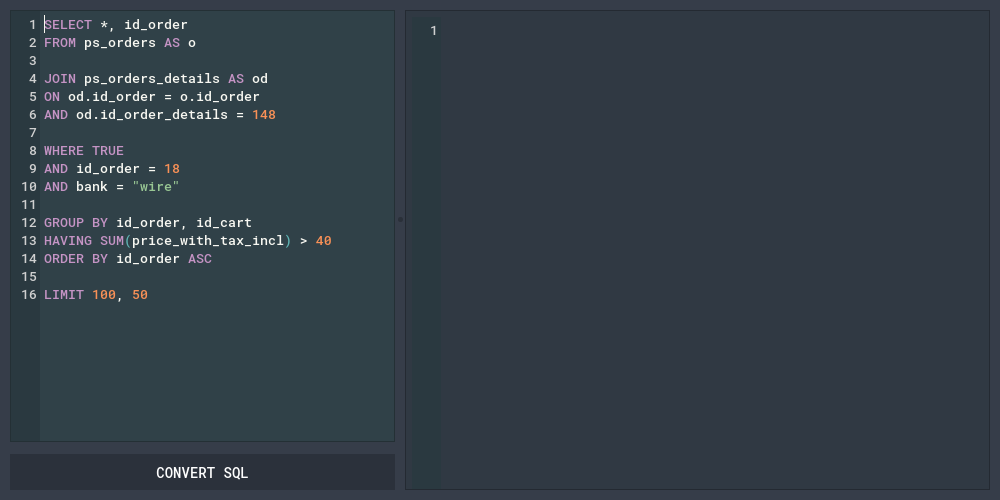 1 SELECT *, id_order
2 FROM ps_orders AS o
3
4 JOIN ps_orders_details AS od
5 ON od.id_order = o.id_order
6 AND od.id_order_details = 148
7
8 WHERE TRUE
9 AND id_order = 18
10 AND bank = "wire"
11
12 GROUP BY id_order, id_cart
13 HAVING SUM(price_with_tax_incl) > 40
14 ORDER BY id_order ASC
15
16 LIMIT 100, 50
CONVERT SQL
1